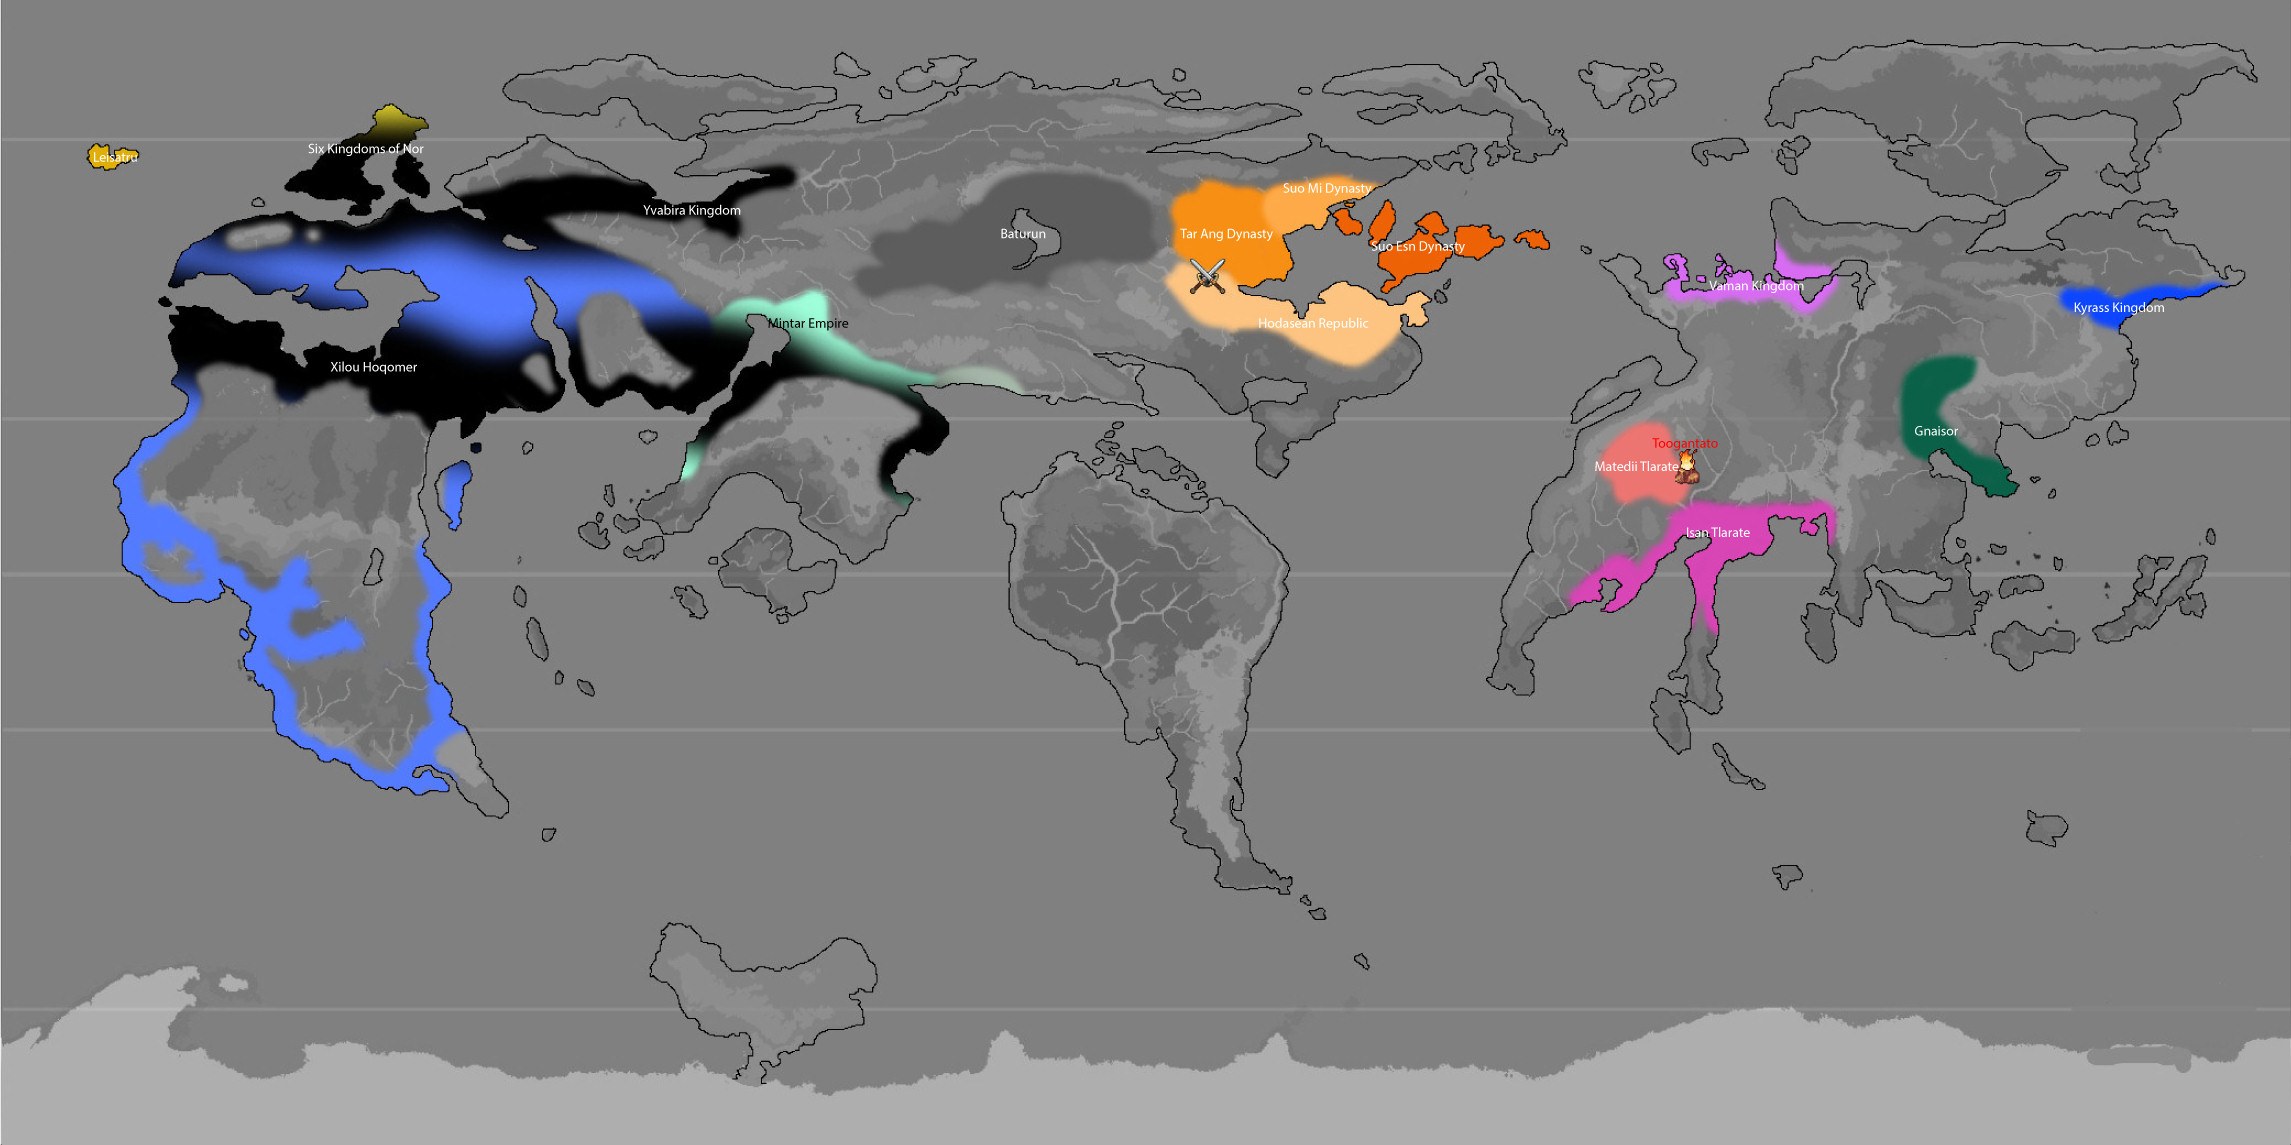 Leisatru
Six Kingdoms of Nor
Yvabira Kingdom
Suo Mi Dynasty
Baturun
Tar Ang Dynasty
Suo Esn Dynasty
Vaman Kingdom
Kyrass Kingdom
Mintar Empire
Hodasean Republic
Xilou Hoqomer
Gnaisor
Toogantato
Matedii Tlarate
Isan Tlarate